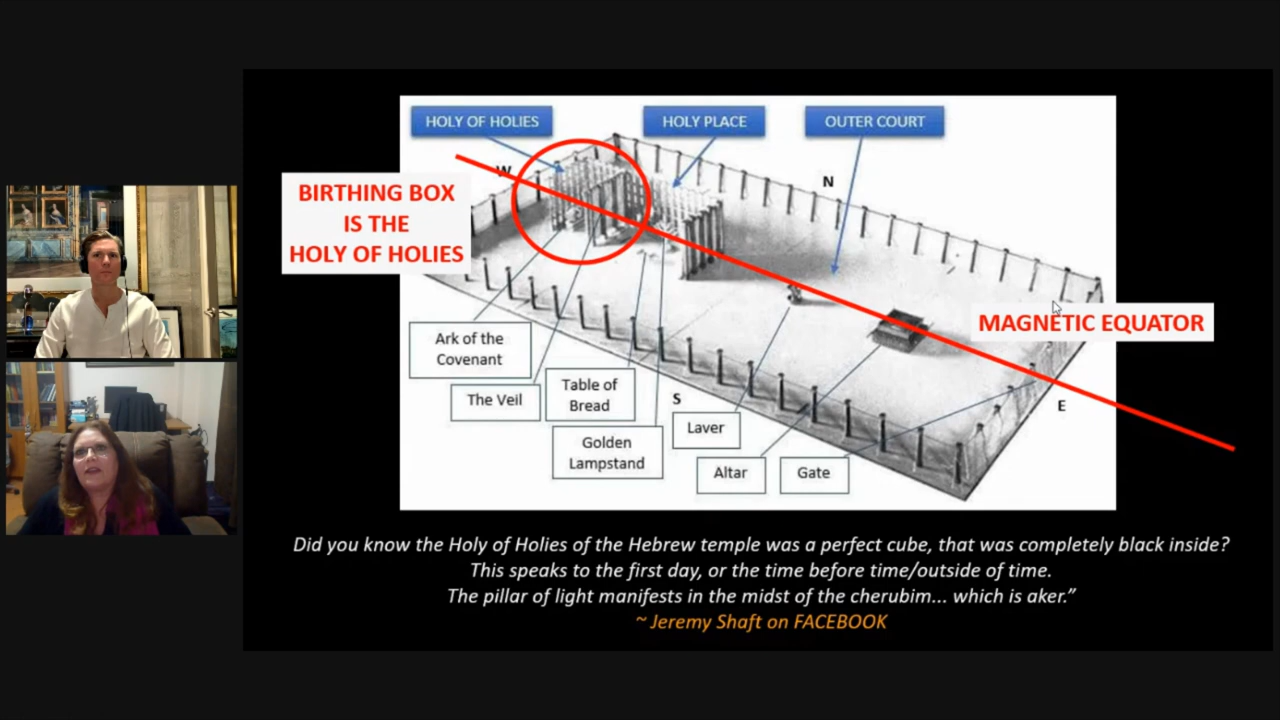 HOLY OF HOLIES
HOLY PLACE
OUTER COURT
W
N
BIRTHING BOX
IS THE
HOLY OF HOLIES
MAGNETIC EQUATOR
Ark of the
Covenant
The Veil
Table of
Bread
Golden
Lampstand
S
Laver
Altar
Gate
E
Did you know the Holy of Holies of the Hebrew temple was a perfect cube, that was completely black inside?
This speaks to the first day, or the time before time/outside of time.
The pillar of light manifests in the midst of the cherubim... which is aker.”
~ Jeremy Shaft on FACEBOOK